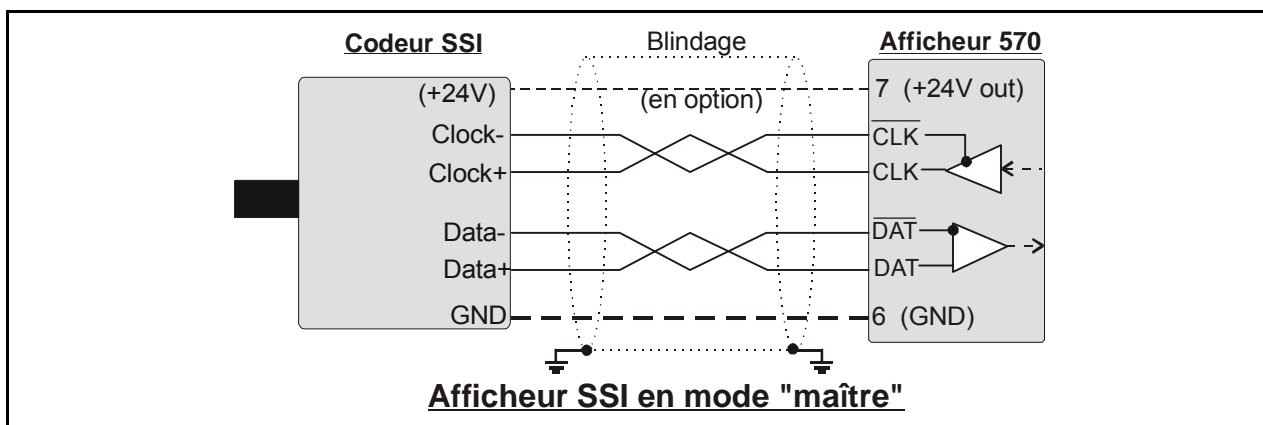 Codeur SSI
Blindage
Afficheur 570
(+24V)
(en option)
7 (+24V out)
Clock-
CLK
Clock+
CLK
Data-
DAT
Data+
DAT
GND
6 (GND)
Afficheur SSI en mode "maître"